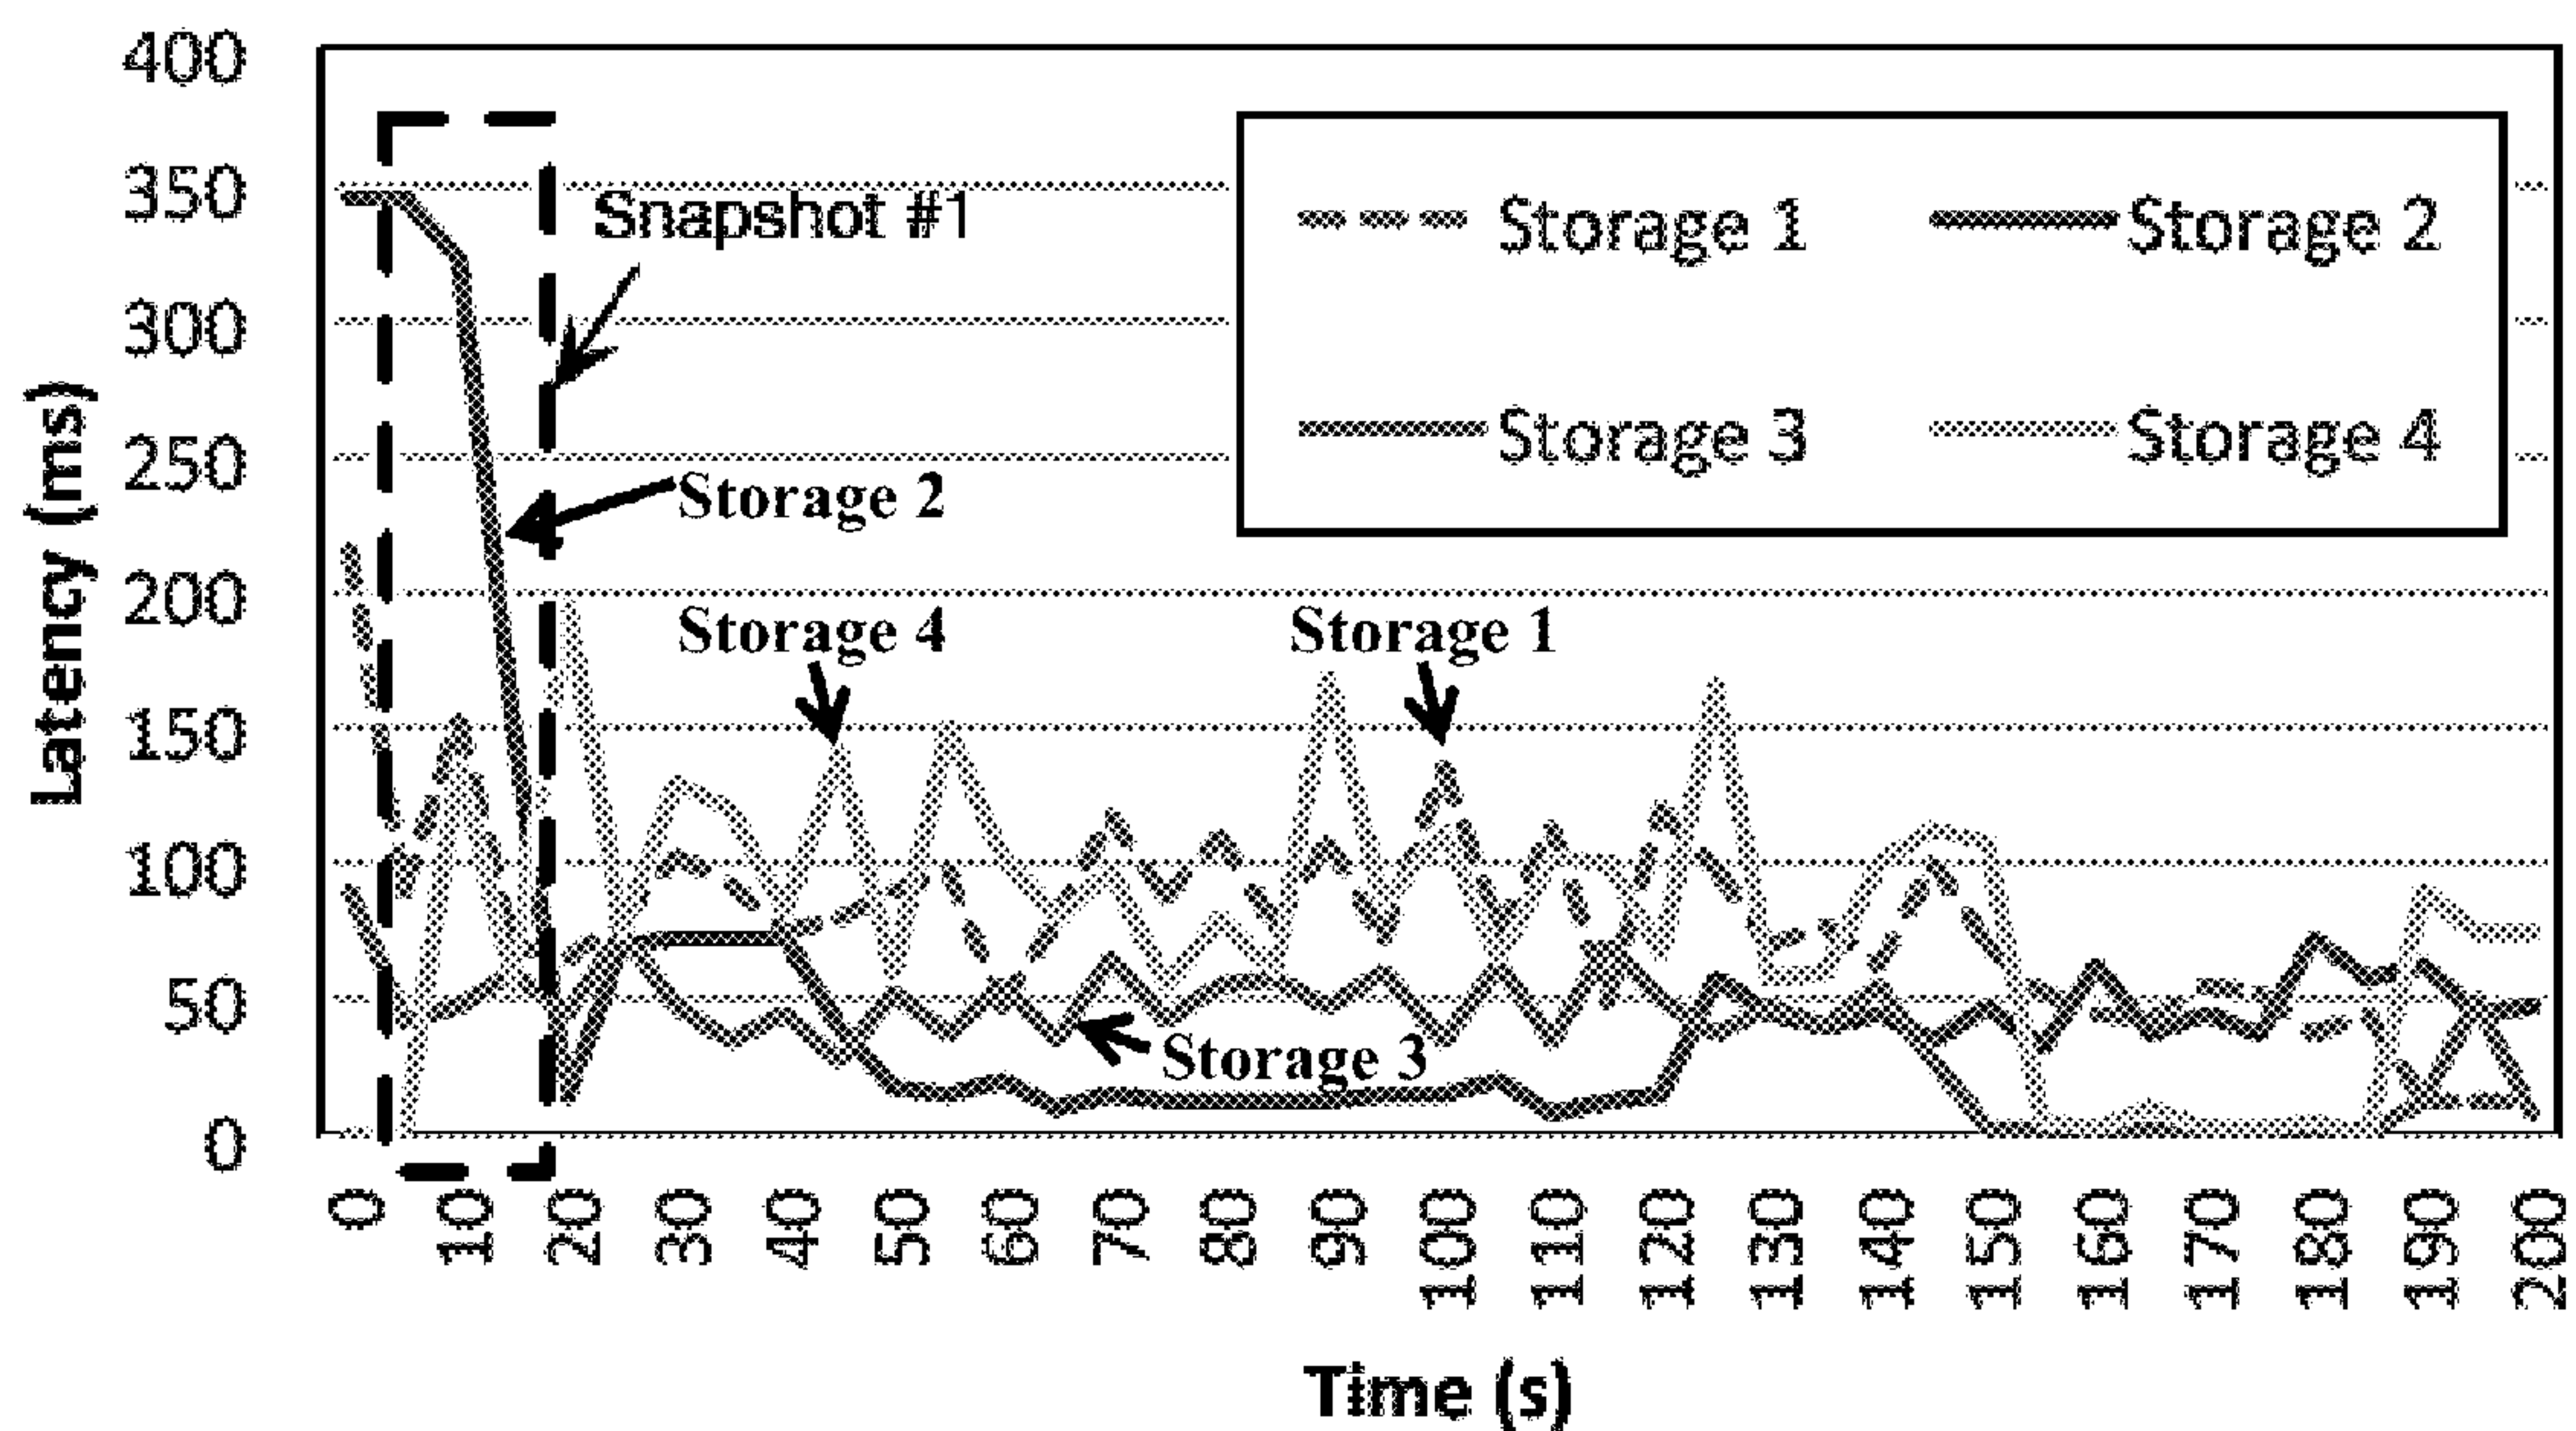 400
350
300
250
200
150
100
50
0
Latency (ms)
Snapshot #1
Storage 1
Storage 2
Storage 3
Storage 4
Storage 2
Storage 4
Storage 1
Storage 3
0 10 20 30 40 50 60 70 80 90 100 110 120 130 140 150 160 170 180 190 200
Time (s)